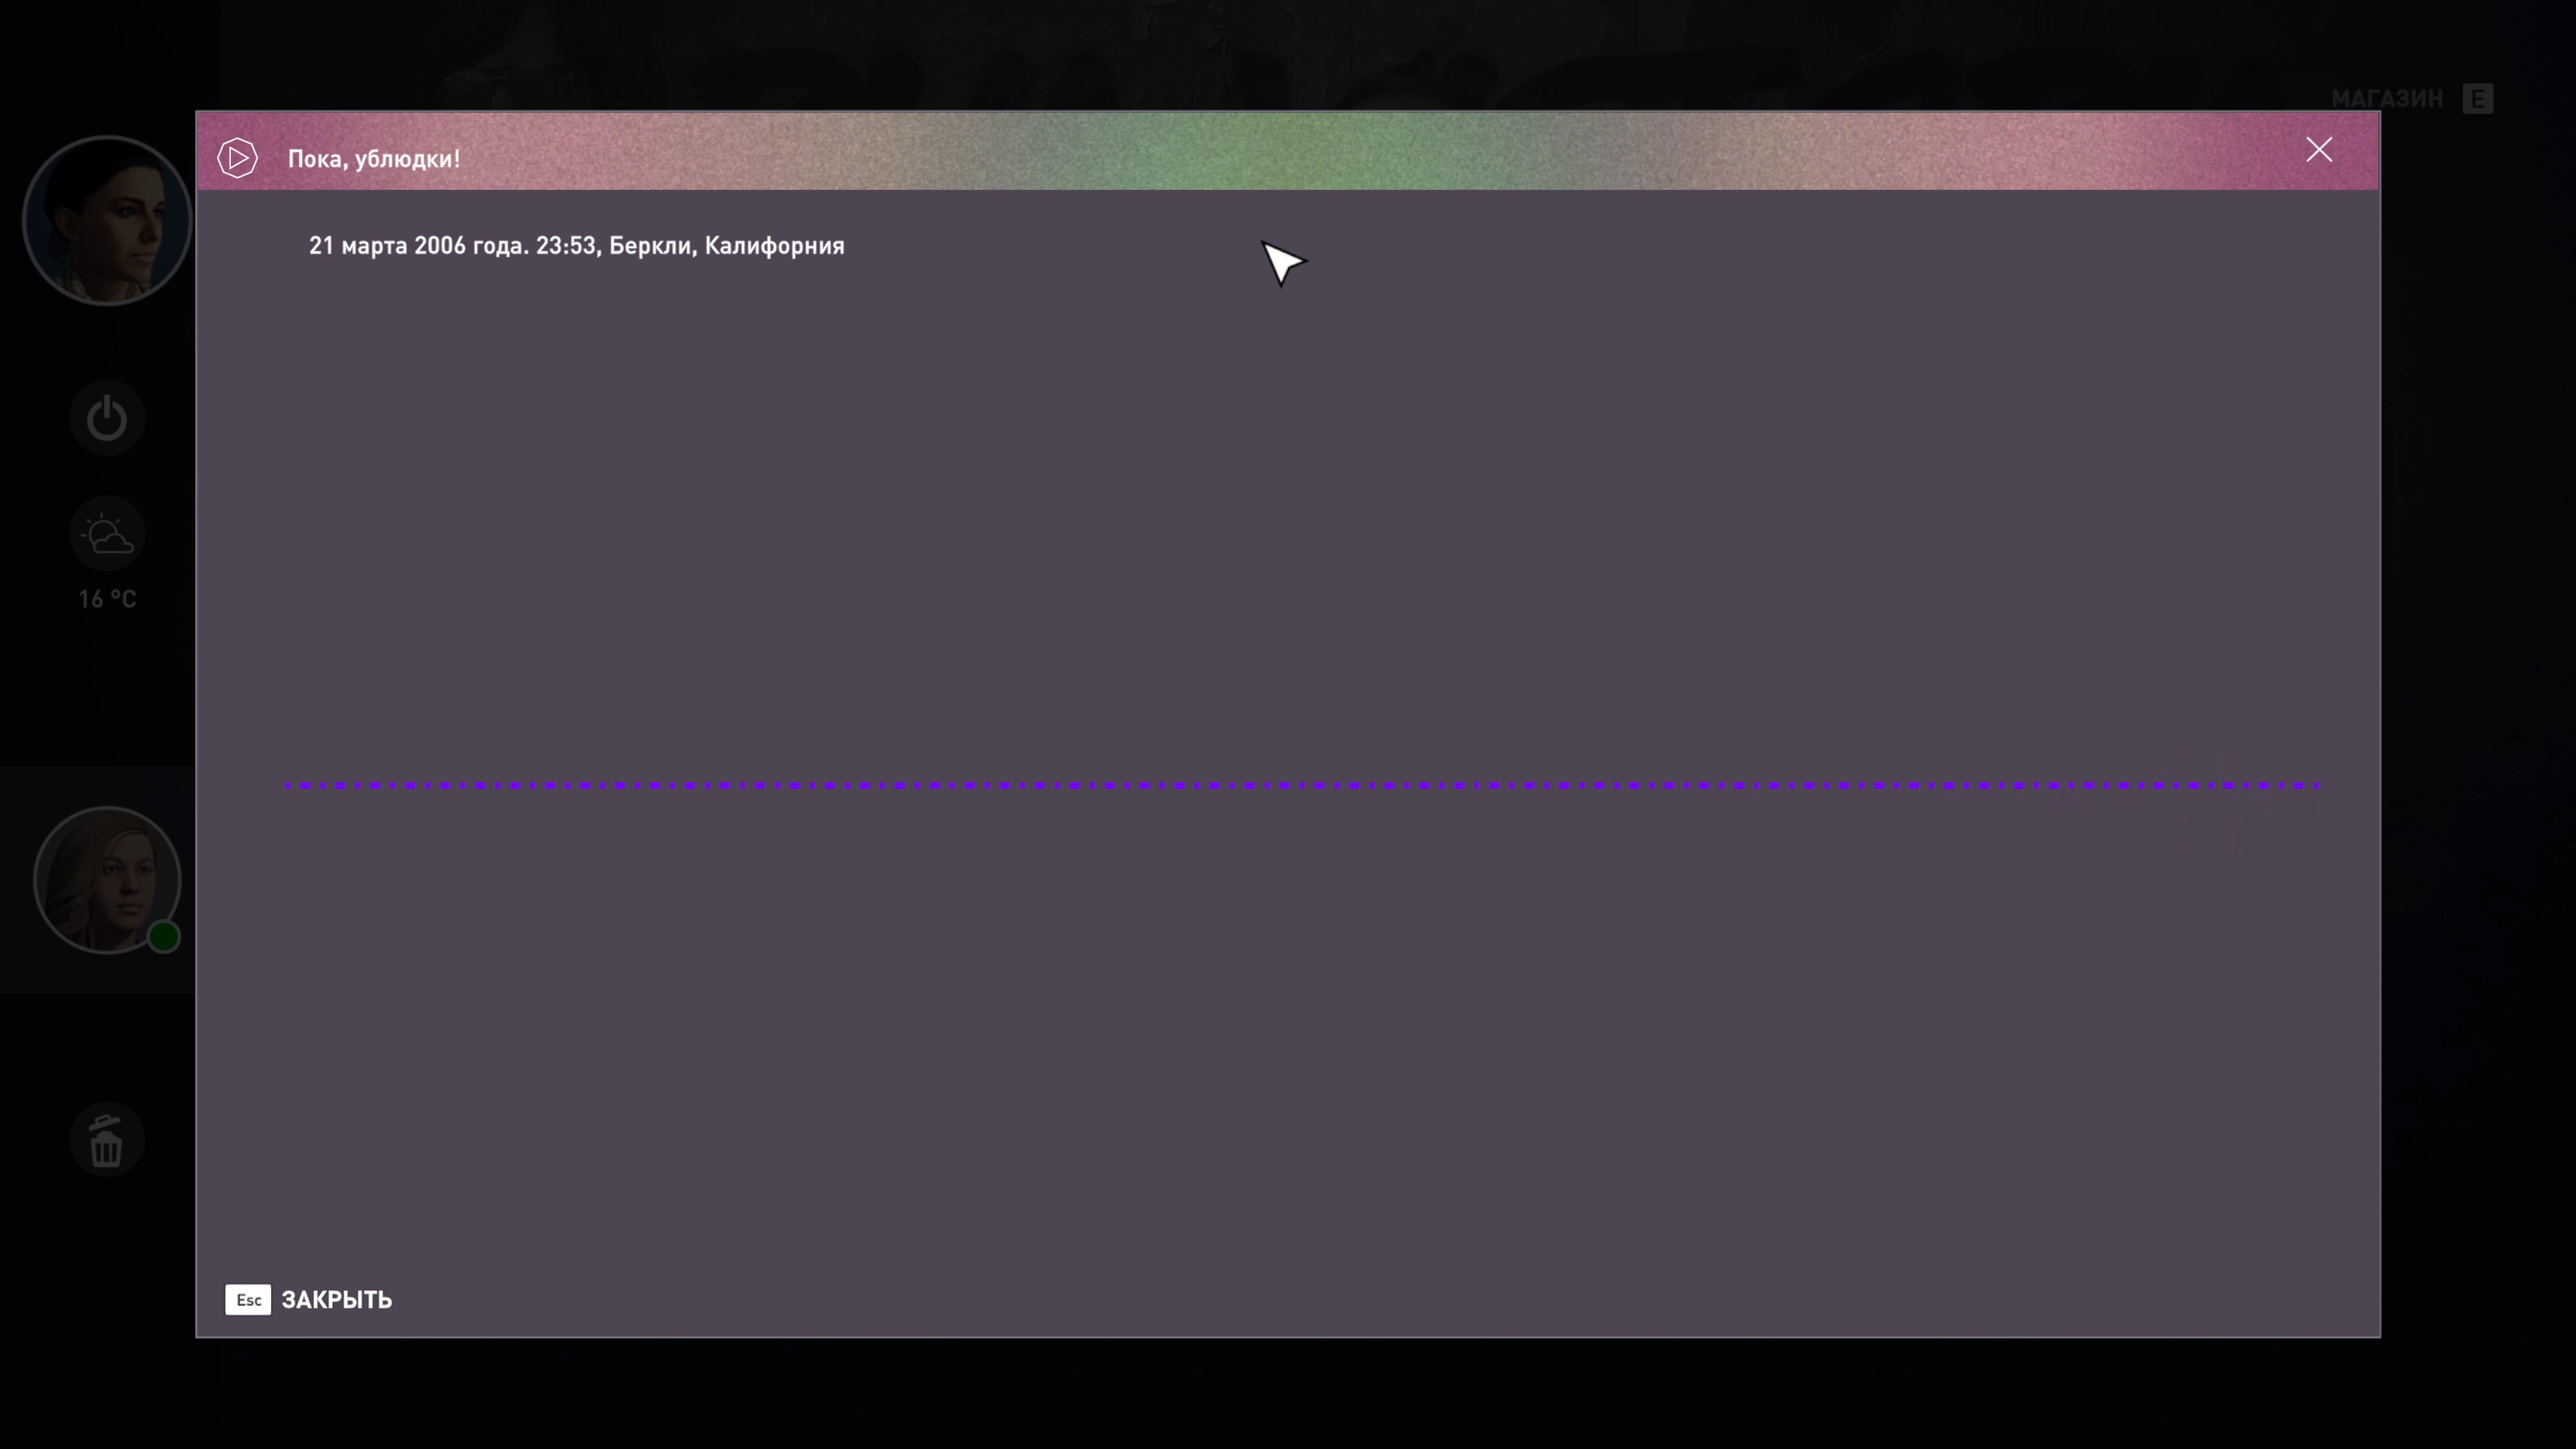 МАГАЗИН E
Пока, ублюдки!
21 марта 2006 года. 23:53, Беркли, Калифорния
16 °C
Esc ЗАКРЫТЬ